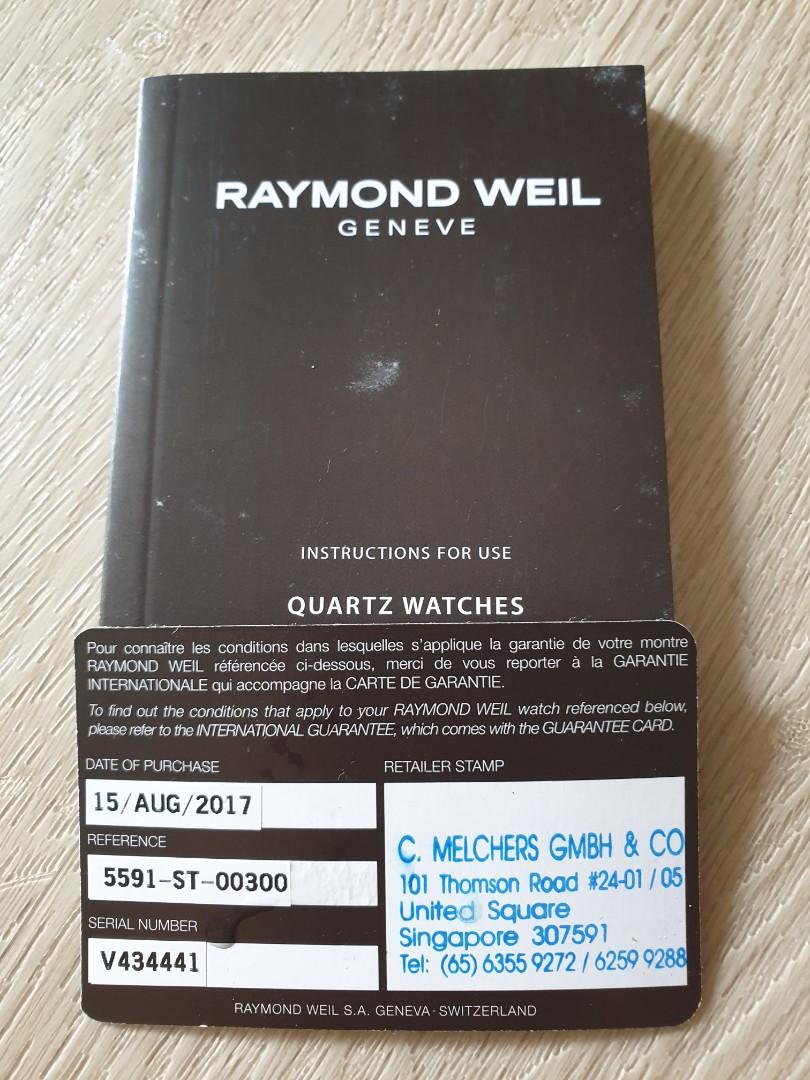 RAYMOND WEIL
GENEVE
INSTRUCTIONS FOR USE
QUARTZ WATCHES
Pour connaître les conditions dans lesquelles s'applique la garantie de votre montre
RAYMOND WEIL référencée ci-dessous, merci de vous reporter à la GARANTIE
INTERNATIONALE qui accompagne la CARTE DE GARANTIE.
To find out the conditions that apply to your RAYMOND WEIL watch referenced below,
please refer to the INTERNATIONAL GUARANTEE, which comes with the GUARANTEE CARD.
DATE OF PURCHASE
15/AUG/2017
REFERENCE
5591-ST-00300
SERIAL NUMBER
V434441
RETAILER STAMP
C. MELCHERS GMBH & CO
101 Thomson Road #24-01 / 05
United Square
Singapore 307591
Tel: (65) 6355 9272 / 6259 9288
RAYMOND WEIL S.A. GENEVA · SWITZERLAND